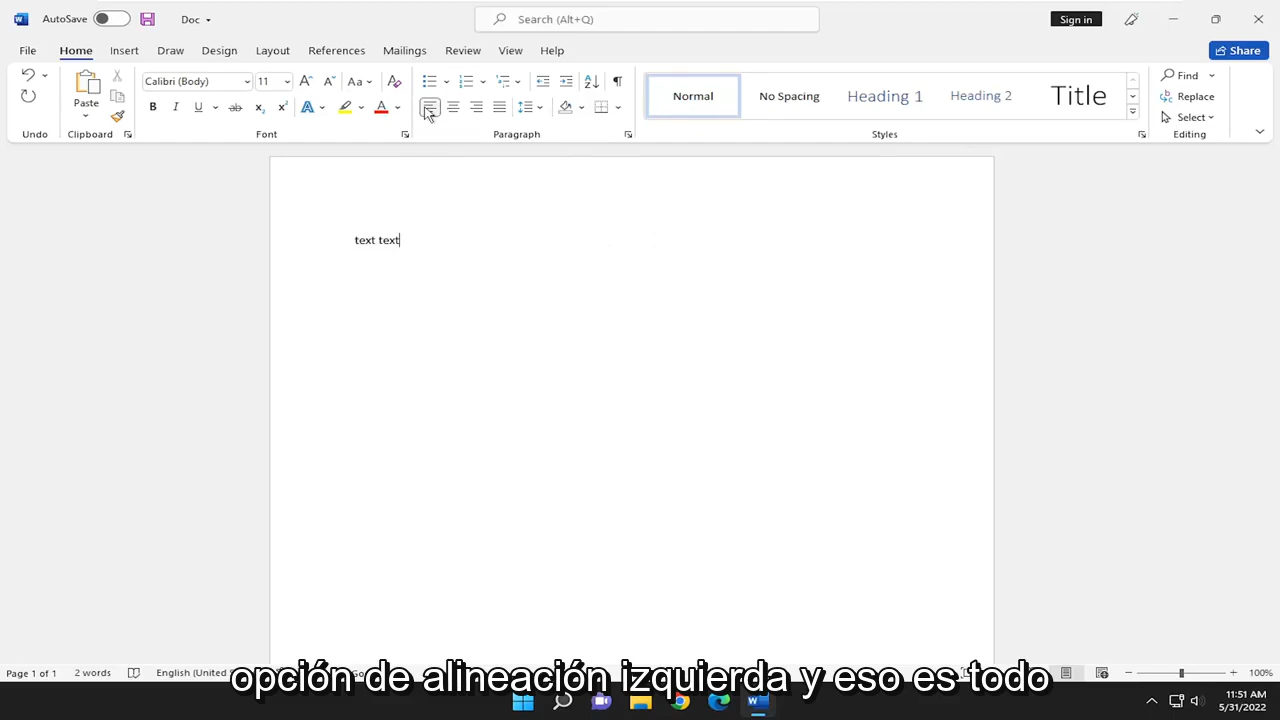 AutoSave
Doc
Search (Alt+Q)
Sign in
File Home Insert Draw Design Layout References Mailings Review View Help
Share
Paste
Calibri (Body) 11
Aa
Normal
No Spacing
Heading 1
Heading 2
Title
Find
Replace
Select
Undo Clipboard Font Paragraph Styles Editing
text text
Page 1 of 1 2 words English (United
opción de alineación izquierda y eso es todo
100%
11:51 AM
5/31/2022